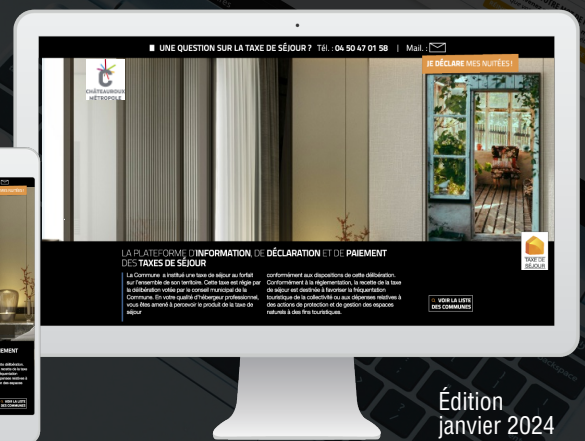 UNE QUESTION SUR LA TAXE DE SÉJOUR ? Tél. : 04 50 47 01 58 | Mail. :
JE DÉCLARE MES NUITÉES !
CHÂTEAUROUX
MÉTROPOLE
LA PLATEFORME D'INFORMATION, DE DÉCLARATION ET DE PAIEMENT
DES TAXES DE SÉJOUR
La Commune a institué une taxe de séjour au forfait
sur l'ensemble de son territoire. Cette taxe est régie par
la délibération votée par le conseil municipal de la
Commune. En votre qualité d'hébergeur professionnel,
vous êtes amené à percevoir le produit de la taxe de
séjour
conformément aux dispositions de cette délibération.
Conformément à la réglementation, la recette de la taxe
de séjour est destinée à favoriser la fréquentation
touristique de la collectivité ou aux dépenses relatives à
des actions de protection et de gestion des espaces
naturels à des fins touristiques.
TAXE DE
SÉJOUR
VOIR LA LISTE
DES COMMUNES
VOIR LA LISTE
DES COMMUNES
Édition
janvier 2024